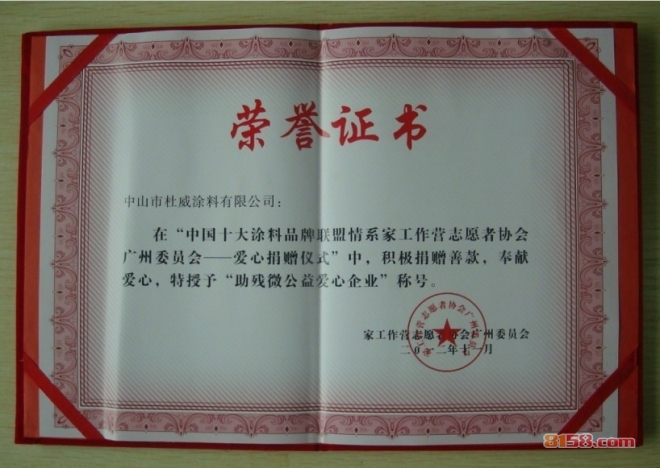 荣誉证书
中山市杜威涂料有限公司：
在“中国十大涂料品牌联盟情系家工作营志愿者协会
广州委员会——爱心捐赠仪式”中，积极捐赠善款，奉献
爱心，特授予“助残微公益爱心企业”称号。
家工作营志愿者协会广州委员会
二〇一二年十一月
8158.com